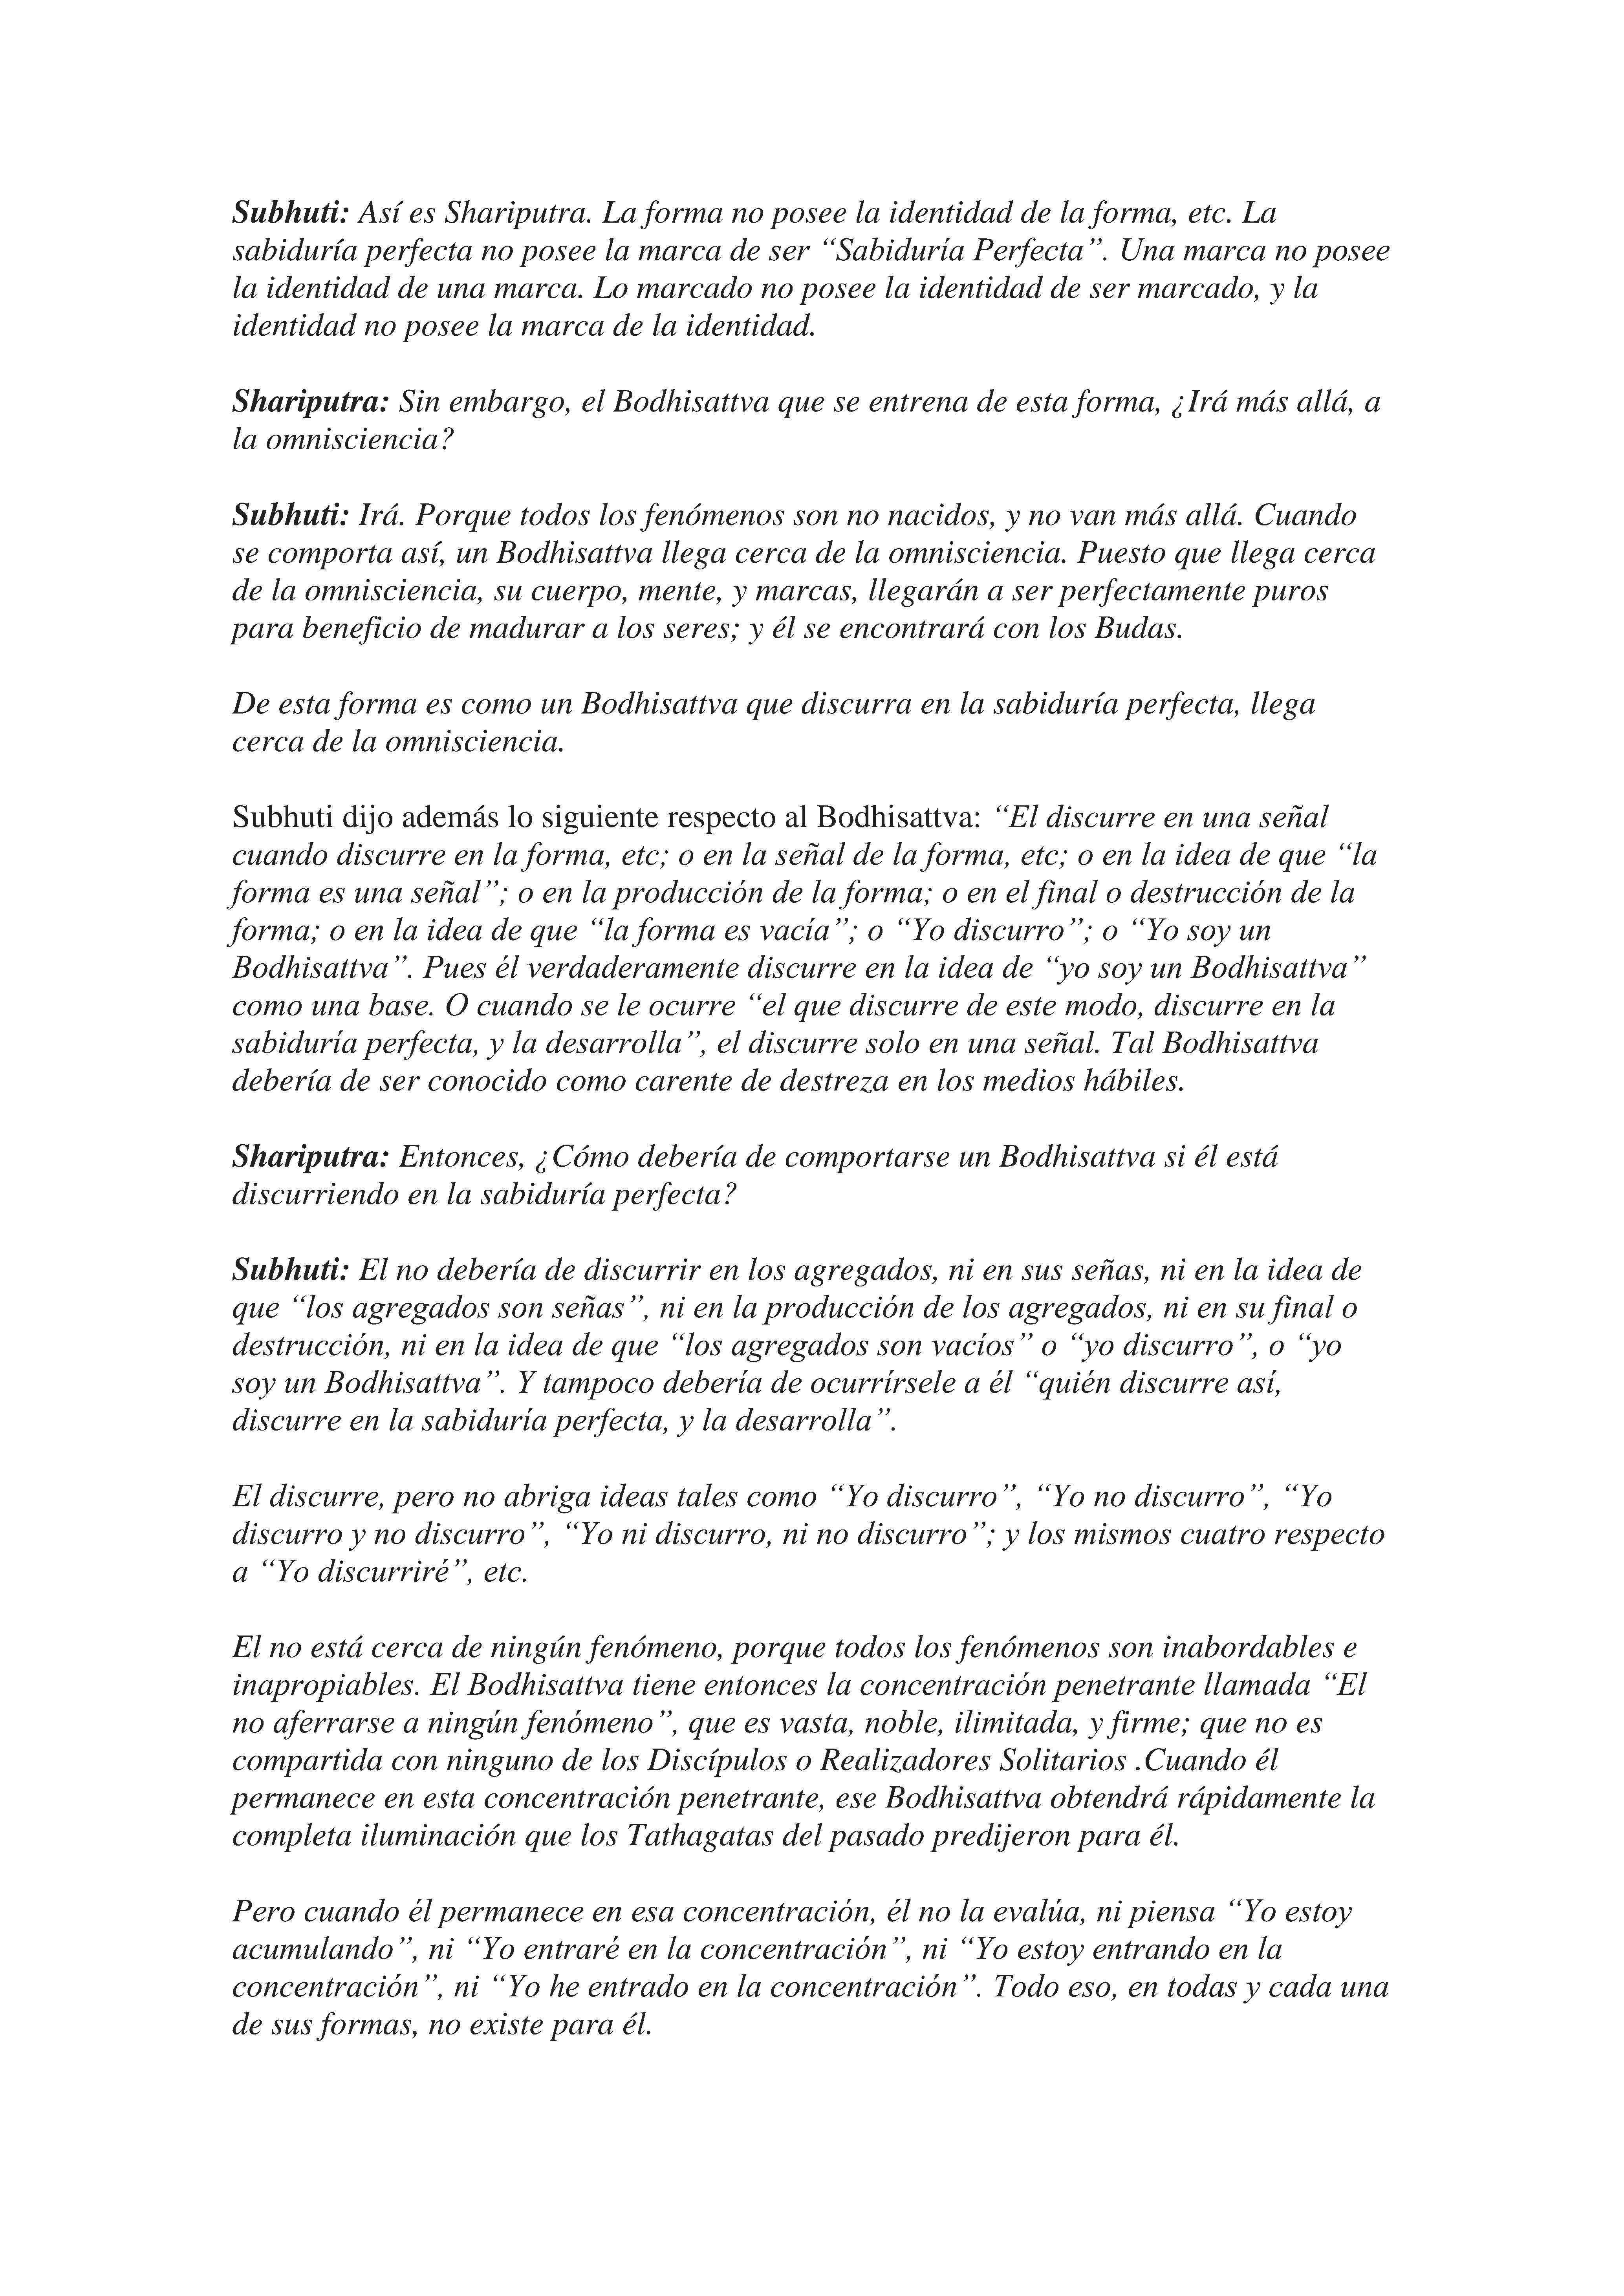 Subhuti: Así es Shariputra. La forma no posee la identidad de la forma, etc. La
sabiduría perfecta no posee la marca de ser “Sabiduría Perfecta”. Una marca no posee
la identidad de una marca. Lo marcado no posee la identidad de ser marcado, y la
identidad no posee la marca de la identidad.
Shariputra: Sin embargo, el Bodhisattva que se entrena de esta forma, ¿Irá más allá, a
la omnisciencia?
Subhuti: Irá. Porque todos los fenómenos son no nacidos, y no van más allá. Cuando
se comporta así, un Bodhisattva llega cerca de la omnisciencia. Puesto que llega cerca
de la omnisciencia, su cuerpo, mente, y marcas, llegarán a ser perfectamente puros
para beneficio de madurar a los seres; y él se encontrará con los Budas.
De esta forma es como un Bodhisattva que discurra en la sabiduría perfecta, llega
cerca de la omnisciencia.
Subhuti dijo además lo siguiente respecto al Bodhisattva: “El discurre en una señal
cuando discurre en la forma, etc; o en la señal de la forma, etc; o en la idea de que “la
forma es una señal”; o en la producción de la forma; o en el final o destrucción de la
forma; o en la idea de que “la forma es vacía”; o “Yo discurro”; o “Yo soy un
Bodhisattva”. Pues él verdaderamente discurre en la idea de “yo soy un Bodhisattva”
como una base. O cuando se le ocurre “el que discurre de este modo, discurre en la
sabiduría perfecta, y la desarrolla”, el discurre solo en una señal. Tal Bodhisattva
debería de ser conocido como carente de destreza en los medios hábiles.
Shariputra: Entonces, ¿Cómo debería de comportarse un Bodhisattva si él está
discurriendo en la sabiduría perfecta?
Subhuti: El no debería de discurrir en los agregados, ni en sus señas, ni en la idea de
que “los agregados son señas”, ni en la producción de los agregados, ni en su final o
destrucción, ni en la idea de que “los agregados son vacíos” o “yo discurro”, o “yo
soy un Bodhisattva”. Y tampoco debería de ocurrírsele a él “quién discurre así,
discurre en la sabiduría perfecta, y la desarrolla”.
El discurre, pero no abriga ideas tales como “Yo discurro”, “Yo no discurro”, “Yo
discurro y no discurro”, “Yo ni discurro, ni no discurro”; y los mismos cuatro respecto
a “Yo discurriré”, etc.
El no está cerca de ningún fenómeno, porque todos los fenómenos son inabordables e
inapropiables. El Bodhisattva tiene entonces la concentración penetrante llamada “El
no aferrarse a ningún fenómeno”, que es vasta, noble, ilimitada, y firme; que no es
compartida con ninguno de los Discípulos o Realizadores Solitarios .Cuando él
permanece en esta concentración penetrante, ese Bodhisattva obtendrá rápidamente la
completa iluminación que los Tathagatas del pasado predijeron para él.
Pero cuando él permanece en esa concentración, él no la evalúa, ni piensa “Yo estoy
acumulando”, ni “Yo entraré en la concentración”, ni “Yo estoy entrando en la
concentración”, ni “Yo he entrado en la concentración”. Todo eso, en todas y cada una
de sus formas, no existe para él.